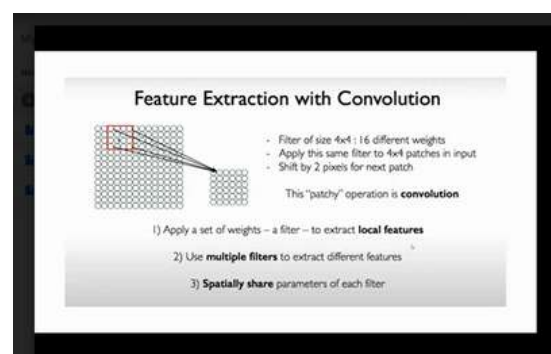 Feature Extraction with Convolution
- Filter of size 4x4 : 16 different weights
- Apply this same filter to 4x4 patches in input
- Shift by 2 pixels for next patch
This "patchy" operation is convolution
1) Apply a set of weights – a filter – to extract local features
2) Use multiple filters to extract different features
3) Spatially share parameters of each filter